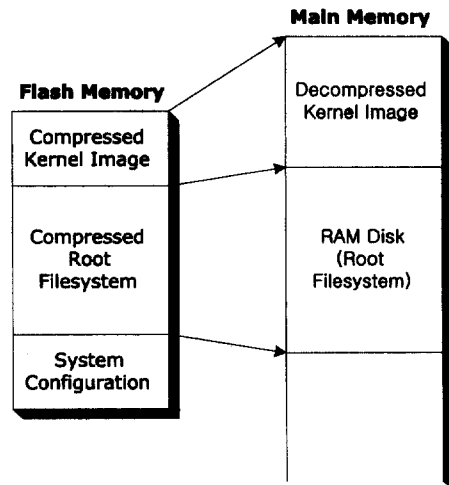 Main Memory
Flash Memory
Compressed
Kernel Image
Compressed
Root
Filesystem
System
Configuration
Decompressed
Kernel Image
RAM Disk
(Root
Filesystem)